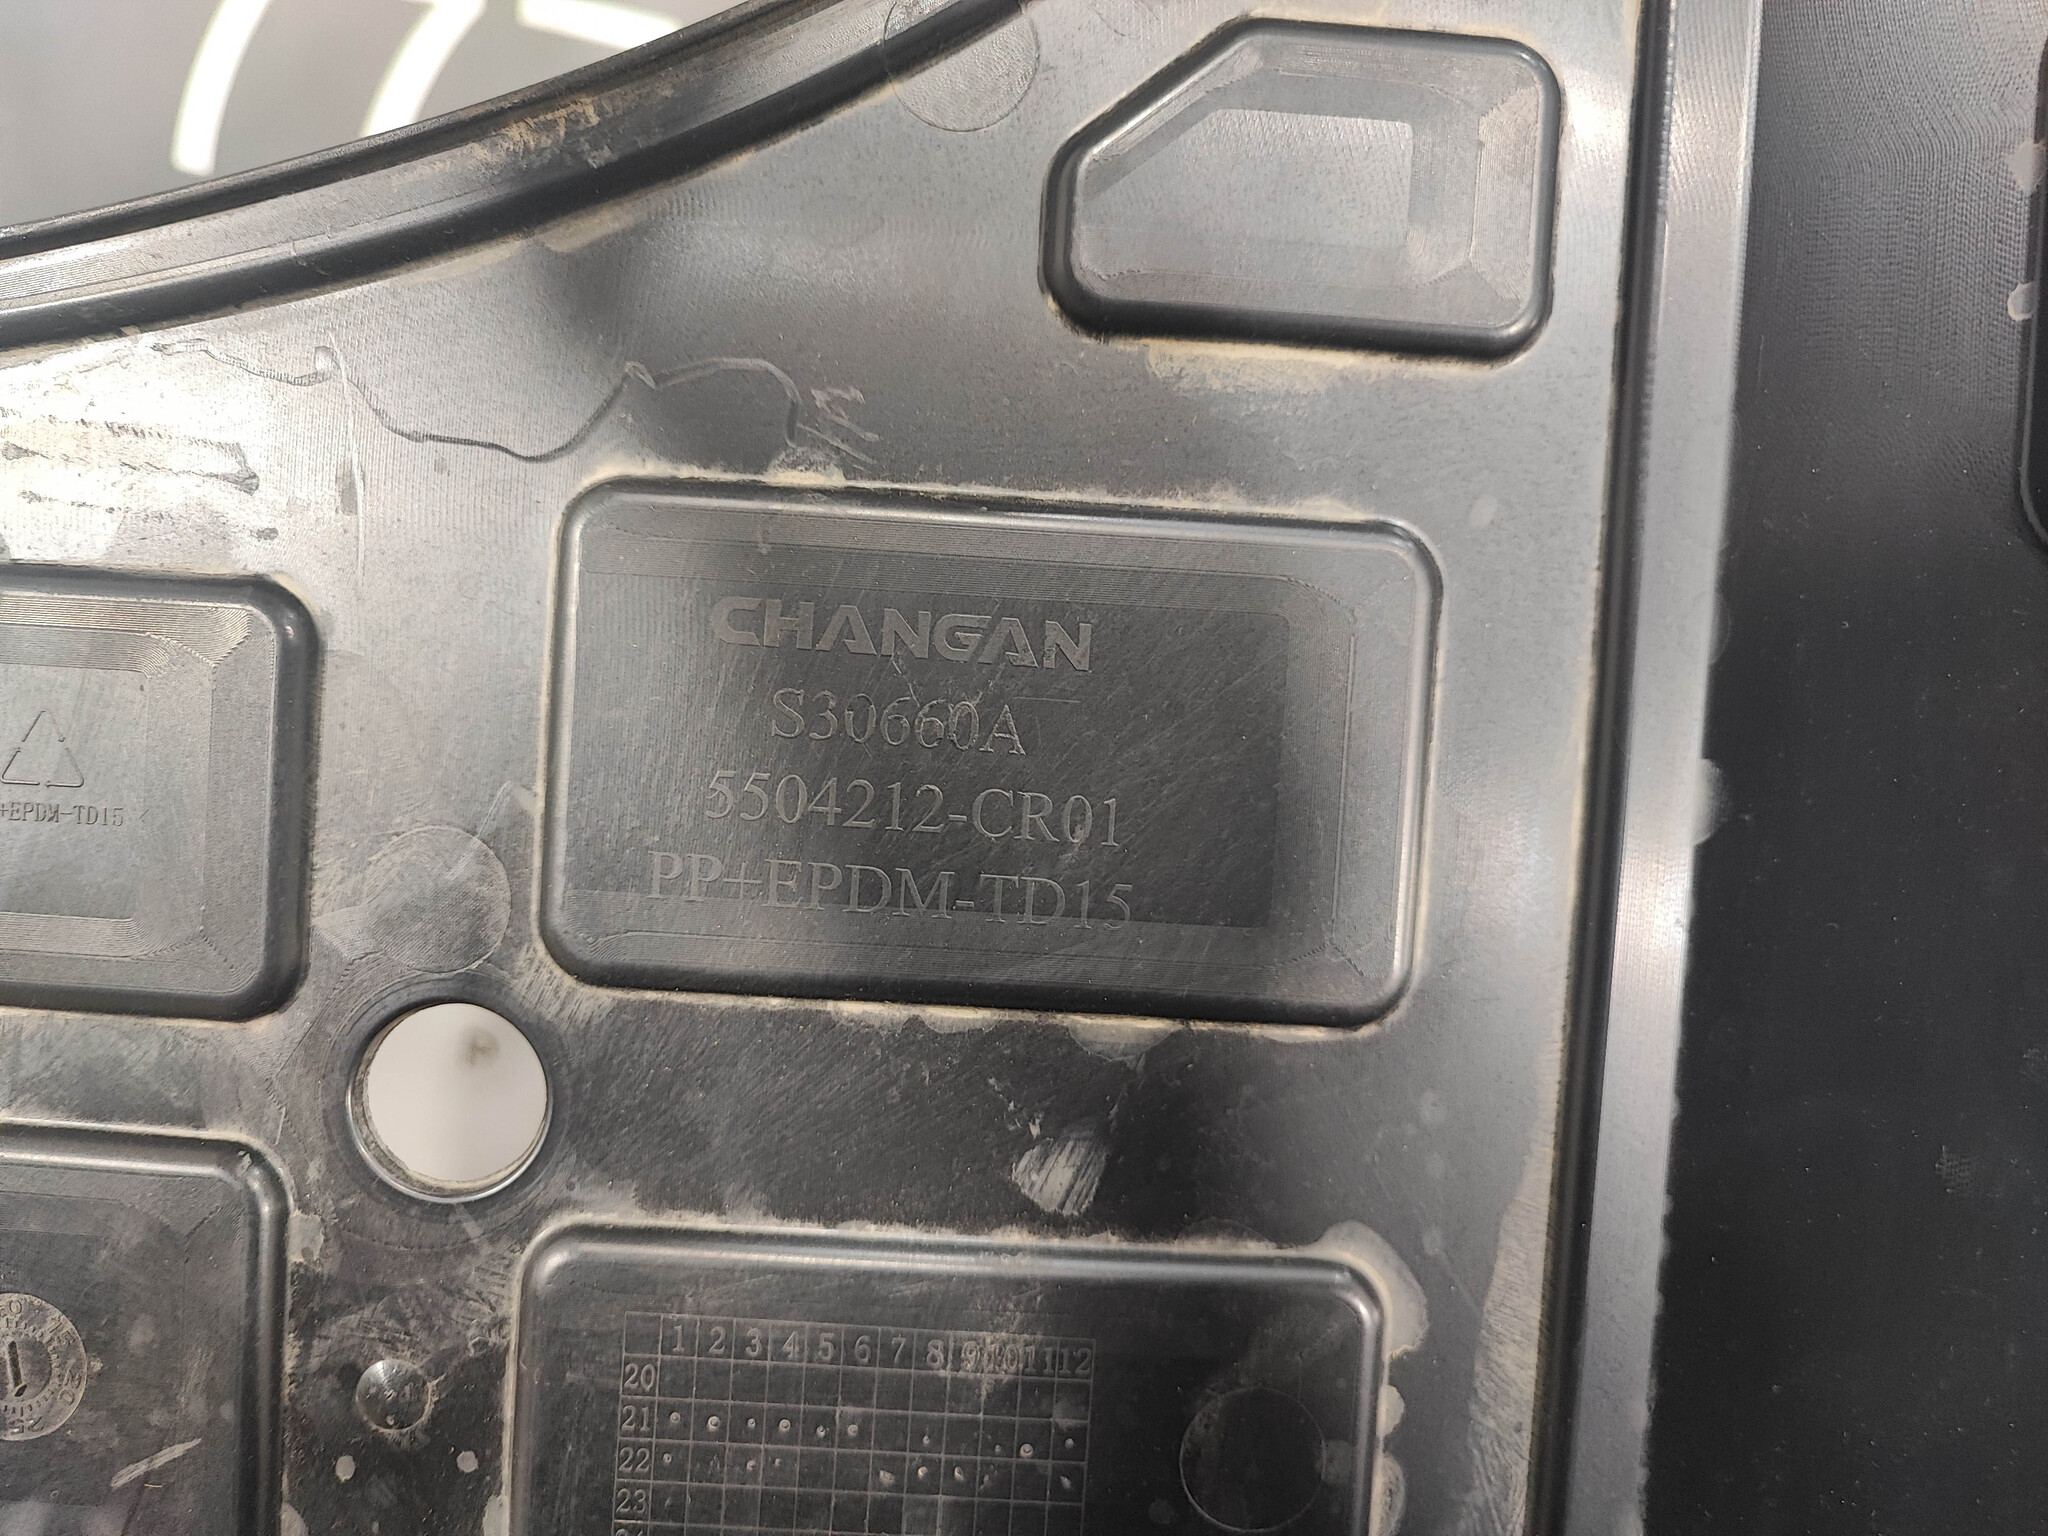 CHANGAN
S30660A
5504212-CR01
PP+EPDM-TD15
+EPDM-TD15 <
1 2 3 4 5 6 7 8 9 10 11 12
20
21
22
23
25